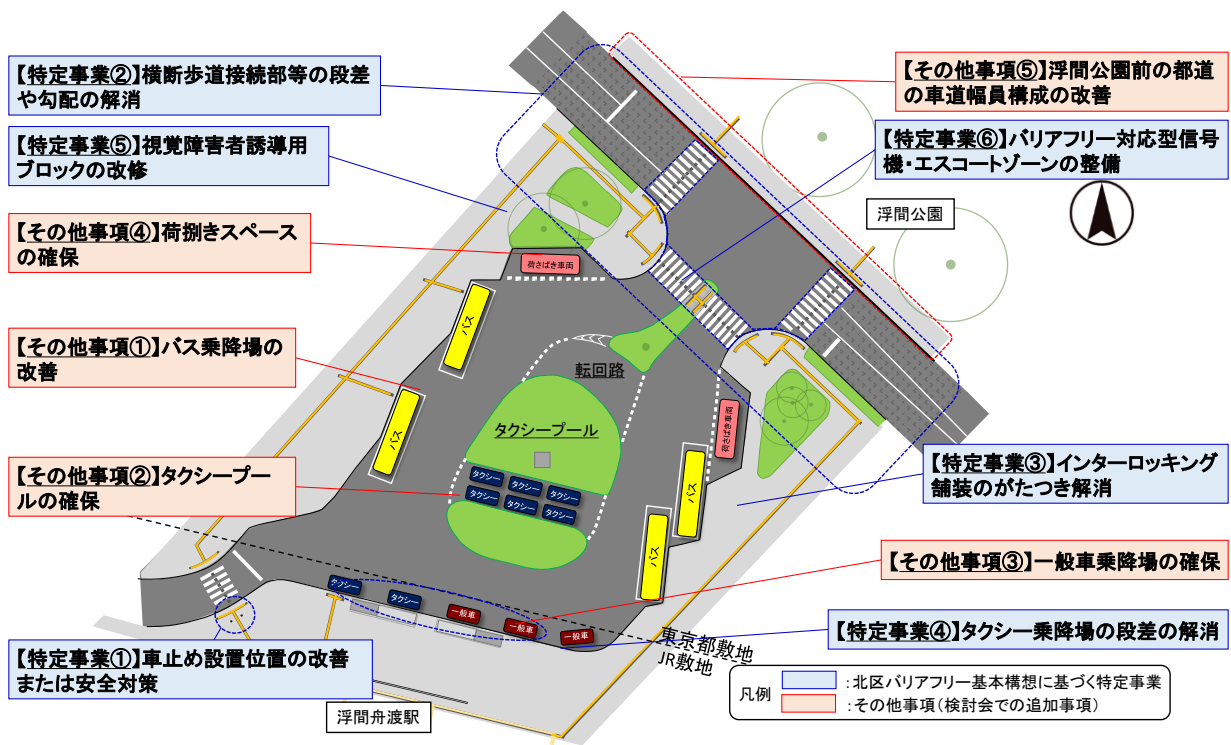 【特定事業②】横断歩道接続部等の段差
や勾配の解消
【特定事業⑤】視覚障害者誘導用
ブロックの改修
【その他事項④】荷捌きスペース
の確保
【その他事項①】バス乗降場の
改善
【その他事項②】タクシープー
ルの確保
【特定事業①】車止め設置位置の改善
または安全対策
【その他事項⑤】浮間公園前の都道
の車道幅員構成の改善
【特定事業⑥】バリアフリー対応型信号
機・エスコートゾーンの整備
浮間公園
【特定事業③】インターロッキング
舗装のがたつき解消
【その他事項③】一般車乗降場の確保
【特定事業④】タクシー乗降場の段差の解消
荷さばき車両
バス
バス
転回路
タクシープール
タクシー
タクシー
タクシー
タクシー
タクシー
タクシー
荷さばき車両
バス
バス
タクシー
タクシー
一般車
一般車
一般車
東京都敷地
JR敷地
浮間舟渡駅
凡例
:北区バリアフリー基本構想に基づく特定事業
:その他事項(検討会での追加事項)